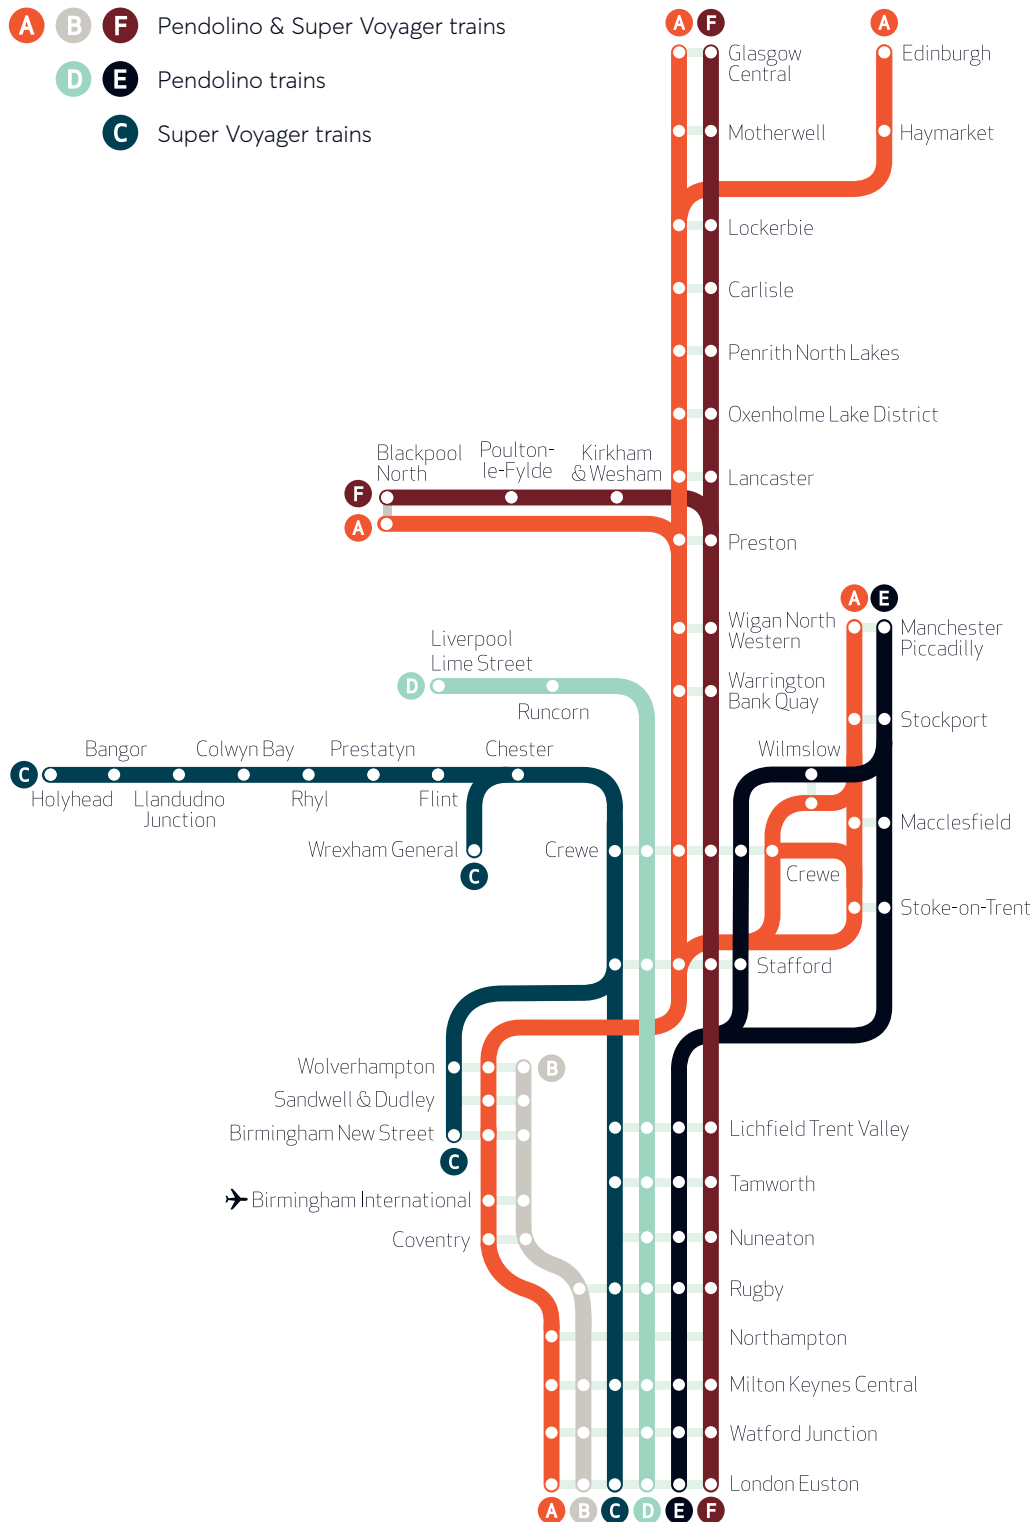 A B F Pendolino & Super Voyager trains
D E Pendolino trains
C Super Voyager trains
A F A
Glasgow
Central
Edinburgh
Motherwell
Haymarket
Lockerbie
Carlisle
Penrith North Lakes
Oxenholme Lake District
Blackpool
North
Poulton-
le-Fylde
Kirkham
& Wesham
Lancaster
F
A
Preston
A E
Wigan North
Western
Manchester
Piccadilly
Liverpool
Lime Street
D
Runcorn
Warrington
Bank Quay
Stockport
Bangor
Colwyn Bay
Prestatyn
Chester
Wilmslow
C
Holyhead
Llandudno
Junction
Rhyl
Flint
Macclesfield
Wrexham General
C
Crewe
Crewe
Stoke-on-Trent
Stafford
Wolverhampton
B
Sandwell & Dudley
Birmingham New Street
C
Lichfield Trent Valley
Tamworth
Birmingham International
Coventry
Nuneaton
Rugby
Northampton
Milton Keynes Central
Watford Junction
London Euston
A B C D E F